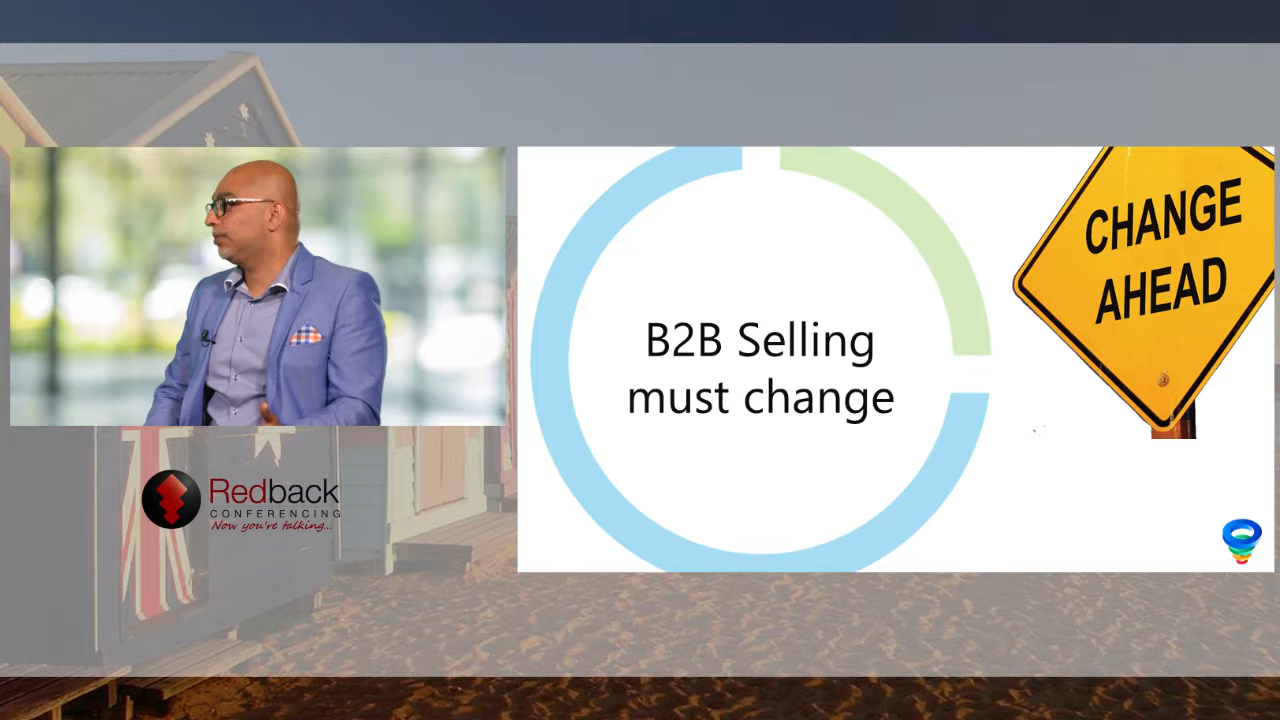 Redback
CONFERENCING
Now you're talking...
B2B Selling
must change
CHANGE
AHEAD